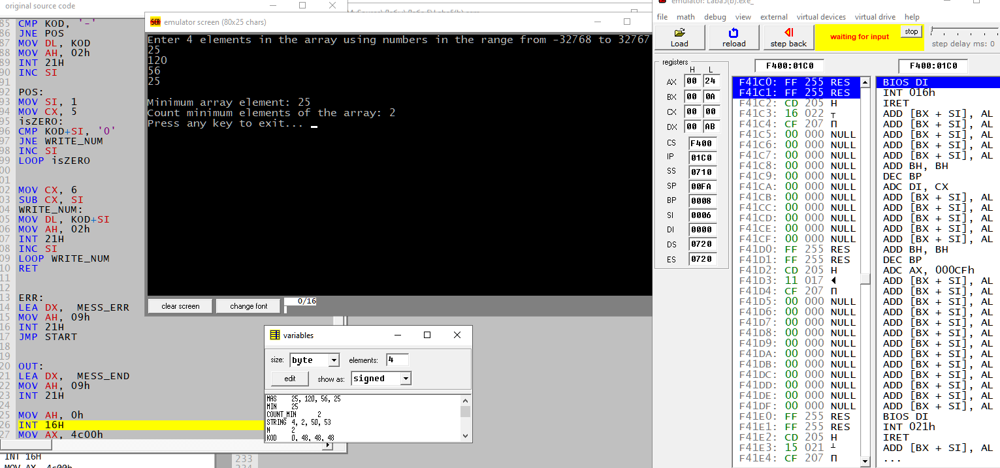 original source code
85 CMP KOD, '-'
86 JNE POS
87 MOV DL, KOD
88 MOV AH, 02h
89 INT 21H
90 INC SI
91
92 POS:
93 MOV SI, 1
94 MOV CX, 5
95 isZERO:
96 CMP KOD+SI, '0'
97 JNE WRITE_NUM
98 INC SI
99 LOOP isZERO
00
01
02 MOV CX, 6
03 SUB CX, SI
04 WRITE_NUM:
05 MOV DL, KOD+SI
06 MOV AH, 02h
07 INT 21H
08 INC SI
09 LOOP WRITE_NUM
10 RET
11
12
13 ERR:
14 LEA DX, MESS_ERR
15 MOV AH, 09h
16 INT 21H
17 JMP START
18
19
20 OUT:
21 LEA DX, MESS_END
22 MOV AH, 09h
23 INT 21H
24
25 MOV AH, 0h
26 INT 16H
27 MOV AX, 4c00h
INT 16H
MOV AX, 4c00h
233
234
emulator screen (80x25 chars)
Enter 4 elements in the array using numbers in the range from -32768 to 32767
25
120
56
25
Minimum array element: 25
Count minimum elements of the array: 2
Press any key to exit...
clear screen change font 0/16
variables
size: byte elements: 4
edit show as: signed
MAS 25, 120, 56, 25
MIN 25
COUNT_MIN 2
STRING 4, 2, 50, 53
N 2
KOD 0, 48, 48, 48
emulator: Laba5(b).exe_
file math debug view external virtual devices virtual drive help
Load reload step back waiting for input stop
step delay ms: 0
registers F400:01C0 F400:01C0
H L
AX 00 24
BX 00 0A
CX 00 00
DX 00 AB
CS F400
IP 01C0
SS 0710
SP 00FA
BP 0008
SI 0006
DI 0000
DS 0720
ES 0720
F41C0: FF 255 RES
F41C1: FF 255 RES
F41C2: CD 205 Н
F41C3: 16 022 ┬
F41C4: CF 207 П
F41C5: 00 000 NULL
F41C6: 00 000 NULL
F41C7: 00 000 NULL
F41C8: 00 000 NULL
F41C9: 00 000 NULL
F41CA: 00 000 NULL
F41CB: 00 000 NULL
F41CC: 00 000 NULL
F41CD: 00 000 NULL
F41CE: 00 000 NULL
F41CF: 00 000 NULL
F41D0: FF 255 RES
F41D1: FF 255 RES
F41D2: CD 205 Н
F41D3: 11 017 ◄
F41D4: CF 207 П
F41D5: 00 000 NULL
F41D6: 00 000 NULL
F41D7: 00 000 NULL
F41D8: 00 000 NULL
F41D9: 00 000 NULL
F41DA: 00 000 NULL
F41DB: 00 000 NULL
F41DC: 00 000 NULL
F41DD: 00 000 NULL
F41DE: 00 000 NULL
F41DF: 00 000 NULL
F41E0: FF 255 RES
F41E1: FF 255 RES
F41E2: CD 205 Н
F41E3: 15 021 ┴
F41E4: CF 207 П
BIOS DI
INT 016h
IRET
ADD [BX + SI], AL
ADD [BX + SI], AL
ADD [BX + SI], AL
ADD [BX + SI], AL
ADD [BX + SI], AL
ADD BH, BH
DEC BP
ADC DI, CX
ADD [BX + SI], AL
ADD [BX + SI], AL
ADD [BX + SI], AL
ADD [BX + SI], AL
ADD [BX + SI], AL
ADD BH, BH
DEC BP
ADC AX, 000CFh
ADD [BX + SI], AL
ADD [BX + SI], AL
ADD [BX + SI], AL
ADD [BX + SI], AL
ADD [BX + SI], AL
ADD [BX + SI], AL
ADD [BX + SI], AL
ADD [BX + SI], AL
ADD [BX + SI], AL
ADD [BX + SI], AL
ADD [BX + SI], AL
ADD [BX + SI], AL
ADD [BX + SI], AL
BIOS DI
INT 021h
IRET
ADD [BX + SI], AL
...